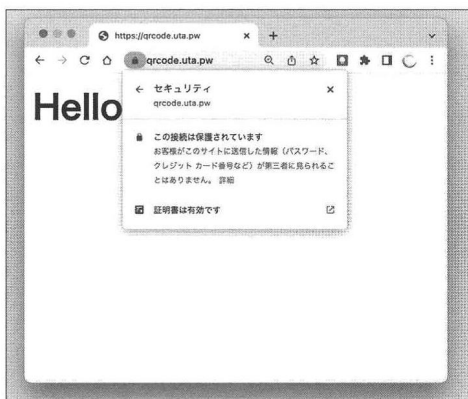 https://qrcode.uta.pw
qrcode.uta.pw
Hello
セキュリティ
qrcode.uta.pw
この接続は保護されています
お客様がこのサイトに送信した情報（パスワード、
クレジット カード番号など）が第三者に見られるこ
とはありません。 詳細
証明書は有効です